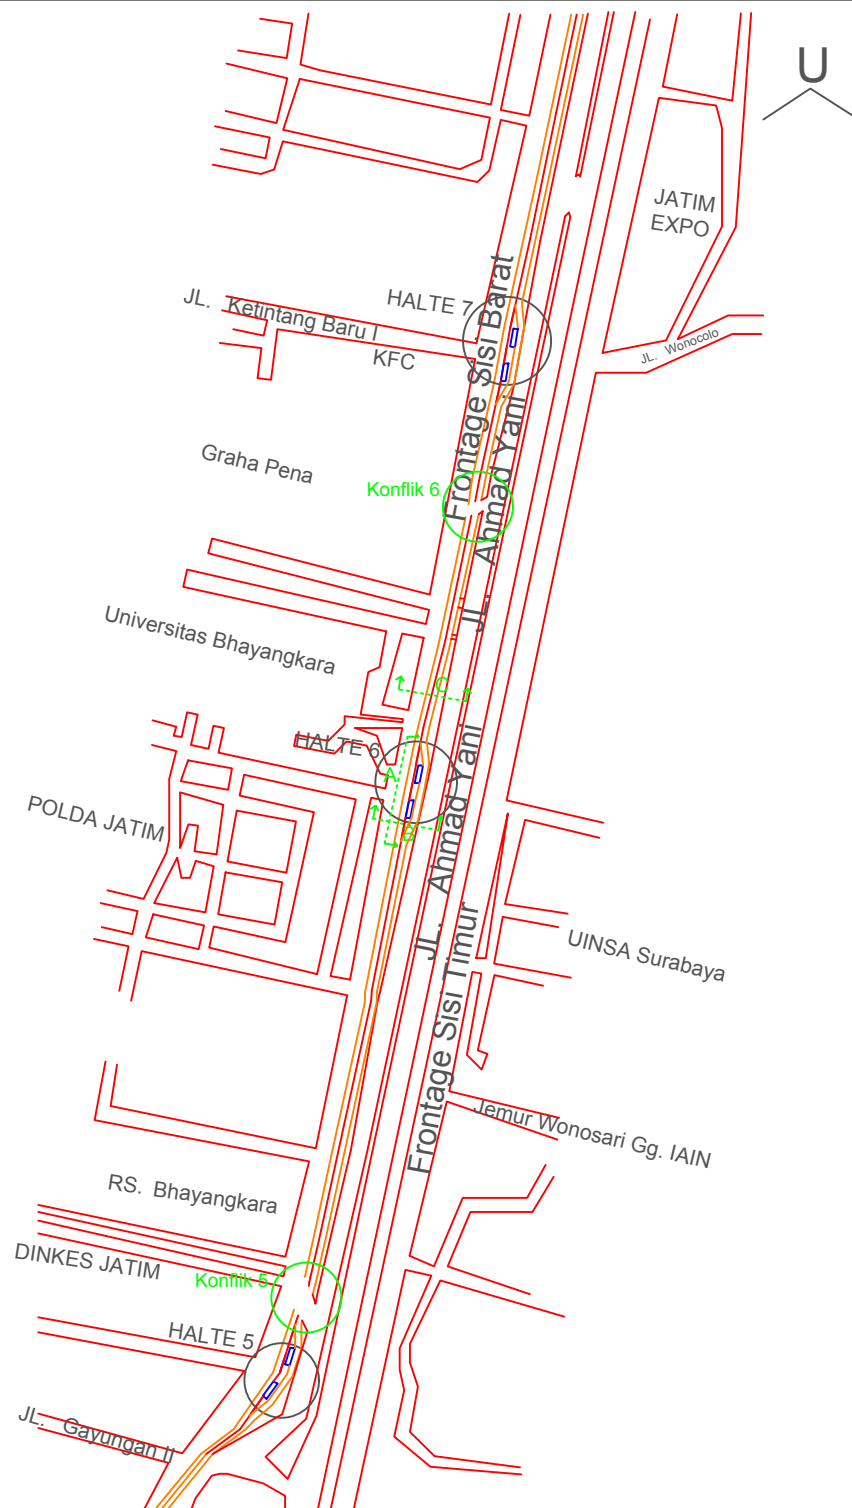 U
JATIM
EXPO
Frontage Sisi Barat
HALTE 7
JL. Ketintang Baru I
JL. Wonocolo
KFC
JL. Ahmad Yani
Graha Pena
Konflik 6
Universitas Bhayangkara
C
HALTE 6
A
B
POLDA JATIM
JL. Ahmad Yani
UINSA Surabaya
Frontage Sisi Timur
Jemur Wonosari Gg. IAIN
RS. Bhayangkara
DINKES JATIM
Konflik 5
HALTE 5
JL. Gayungan II